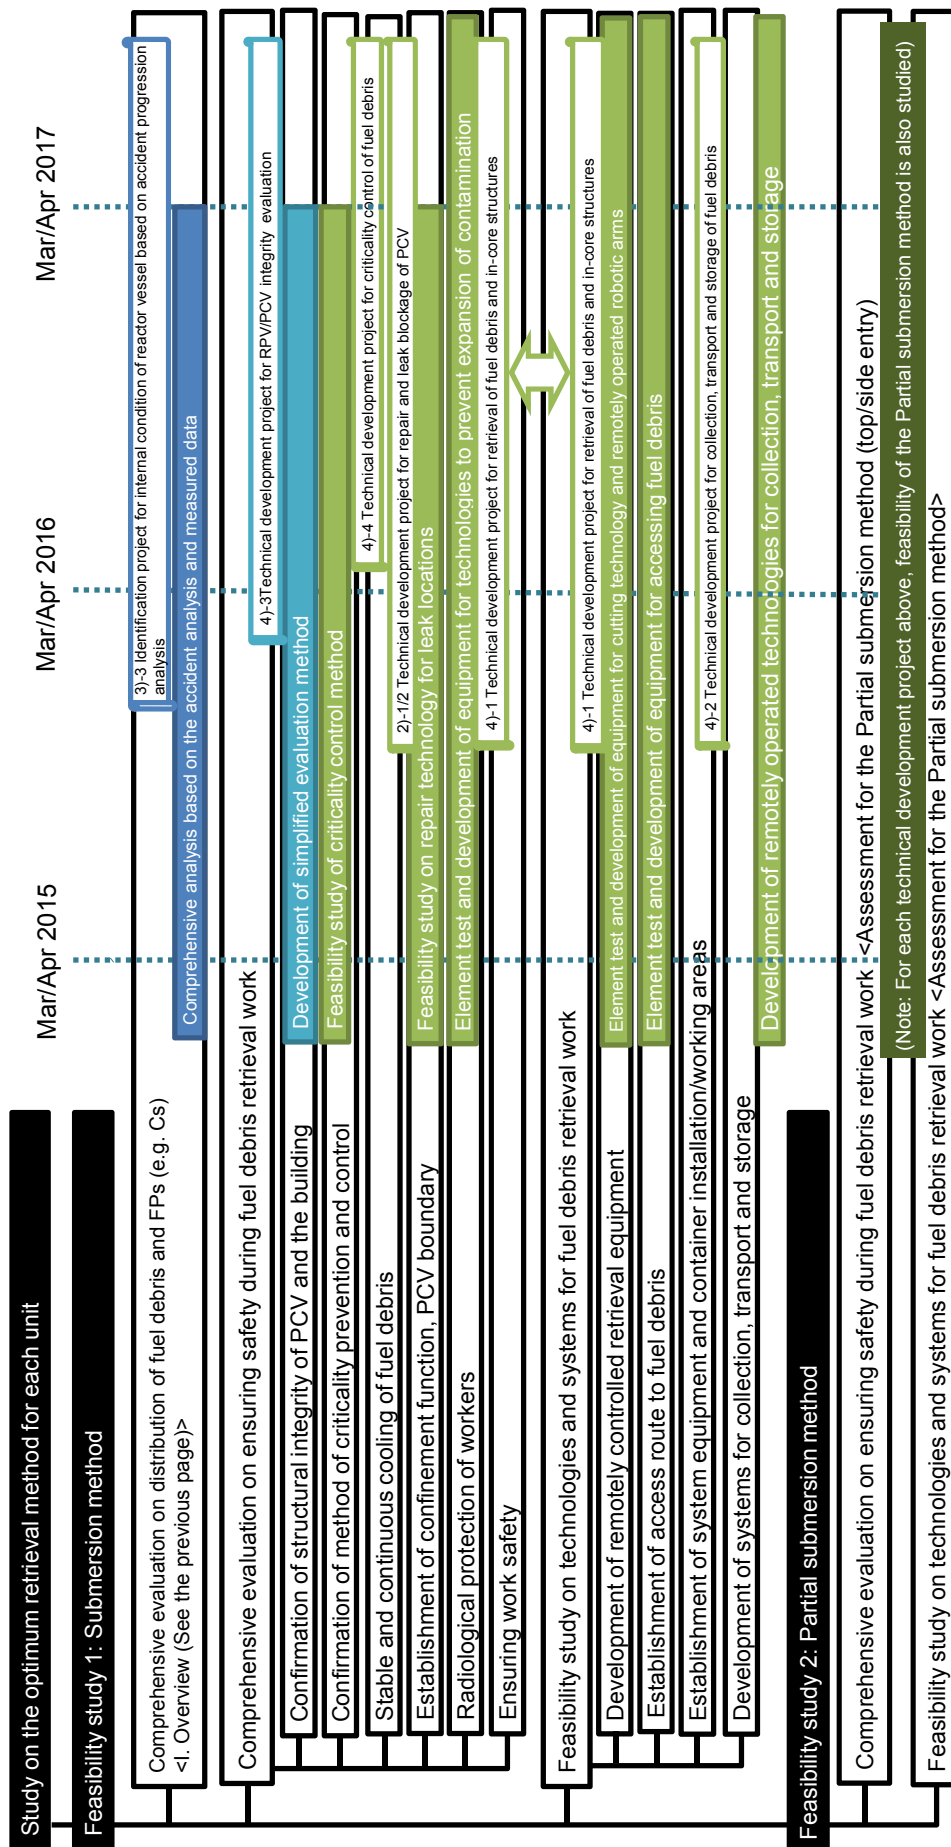 Mar/Apr 2015
Mar/Apr 2016
Mar/Apr 2017
Study on the optimum retrieval method for each unit
Feasibility study 1: Submersion method
Comprehensive evaluation on distribution of fuel debris and FPs (e.g. Cs)
<I. Overview (See the previous page)>
3)-3 Identification project for internal condition of reactor vessel based on accident progression
analysis
Comprehensive analysis based on the accident analysis and measured data
Comprehensive evaluation on ensuring safety during fuel debris retrieval work
4)-3Technical development project for RPV/PCV integrity evaluation
Confirmation of structural integrity of PCV and the building
Development of simplified evaluation method
Confirmation of method of criticality prevention and control
Feasibility study of criticality control method
4)-4 Technical development project for criticality control of fuel debris
Stable and continuous cooling of fuel debris
2)-1/2 Technical development project for repair and leak blockage of PCV
Establishment of confinement function, PCV boundary
Feasibility study on repair technology for leak locations
Radiological protection of workers
Element test and development of equipment for technologies to prevent expansion of contamination
Ensuring work safety
4)-1 Technical development project for retrieval of fuel debris and in-core structures
Feasibility study on technologies and systems for fuel debris retrieval work
4)-1 Technical development project for retrieval of fuel debris and in-core structures
Development of remotely controlled retrieval equipment
Element test and development of equipment for cutting technology and remotely operated robotic arms
Establishment of access route to fuel debris
Element test and development of equipment for accessing fuel debris
Establishment of system equipment and container installation/working areas
4)-2 Technical development project for collection, transport and storage of fuel debris
Development of systems for collection, transport and storage
Development of remotely operated technologies for collection, transport and storage
Feasibility study 2: Partial submersion method
Comprehensive evaluation on ensuring safety during fuel debris retrieval work <Assessment for the Partial submersion method (top/side entry)
(Note: For each technical development project above, feasibility of the Partial submersion method is also studied)
Feasibility study on technologies and systems for fuel debris retrieval work <Assessment for the Partial submersion method>